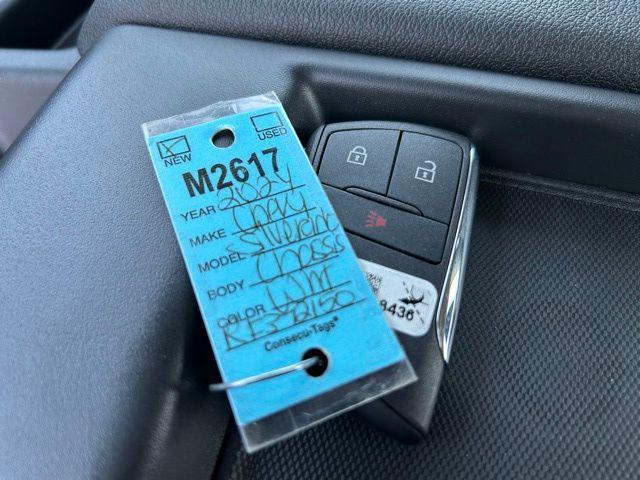 NEW USED
M2617
YEAR 2024
MAKE Chevy
MODEL Silverado
BODY Chassis
COLOR Wht
Consecu-Tags®
8436